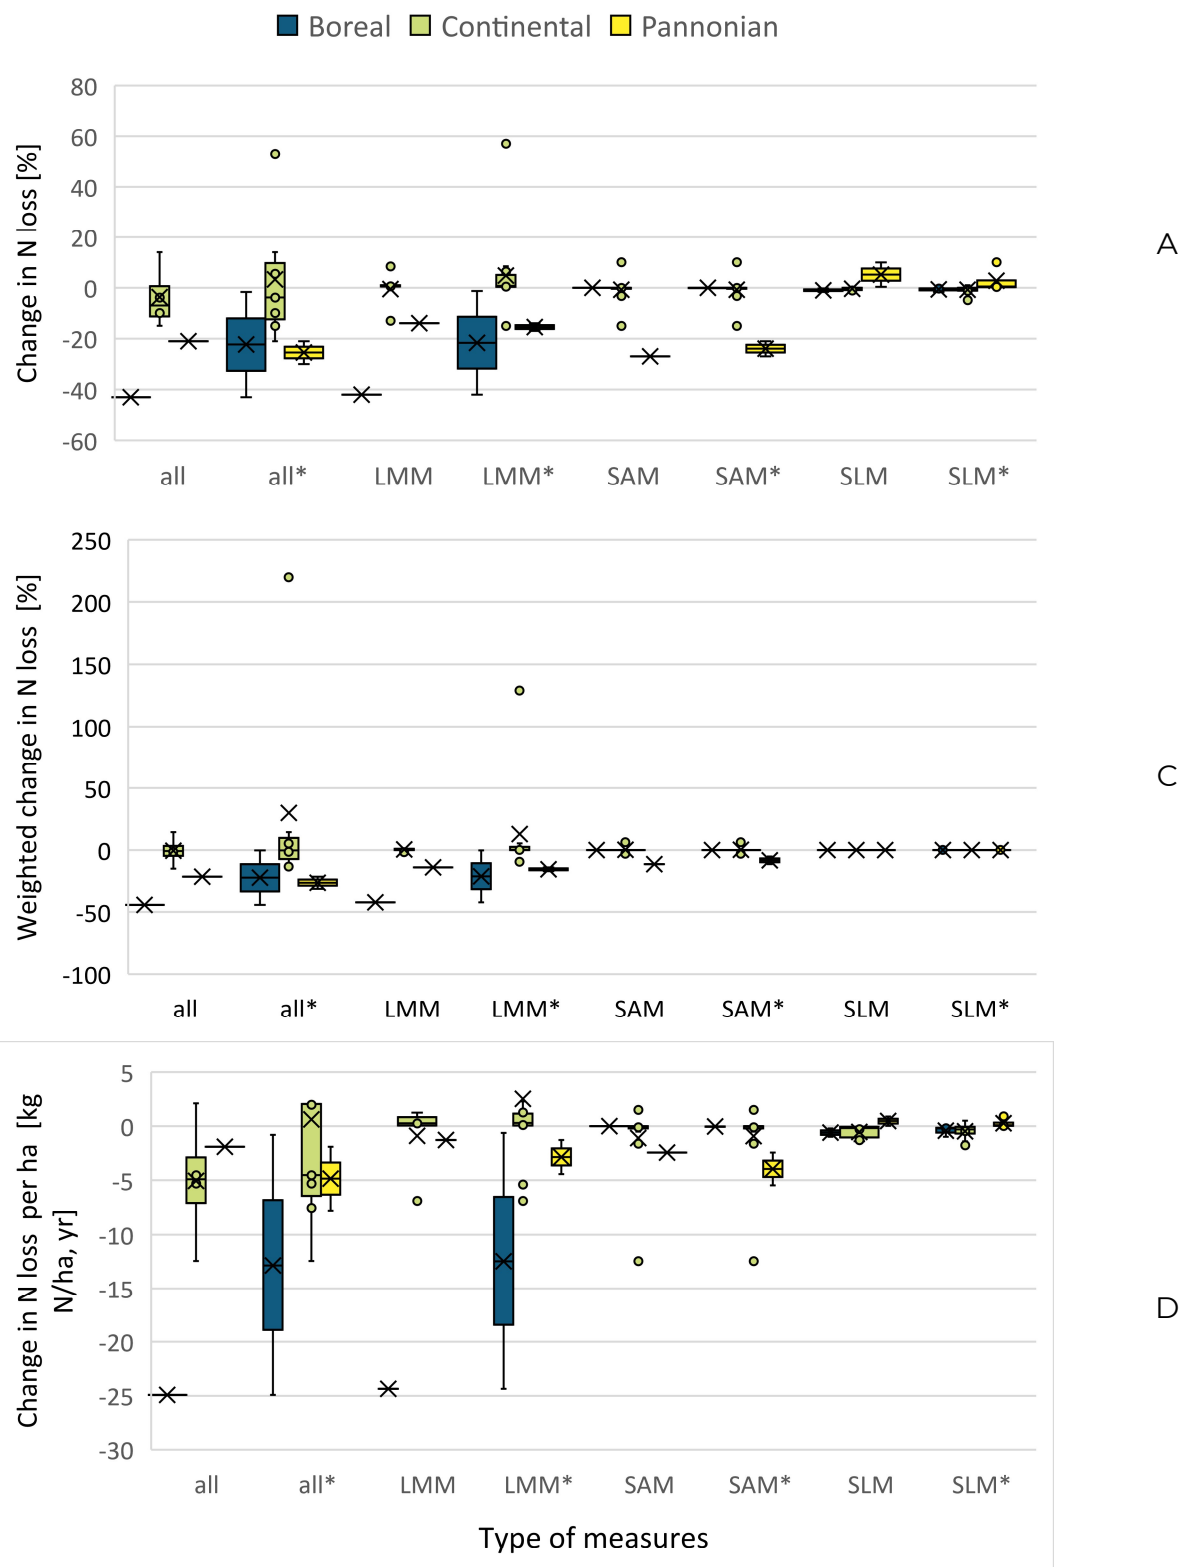 Boreal Continental Pannonian
Change in N loss [%]
80
60
40
20
0
-20
-40
-60
all all* LMM LMM* SAM SAM* SLM SLM*
A
Weighted change in N loss [%]
250
200
150
100
50
0
-50
-100
all all* LMM LMM* SAM SAM* SLM SLM*
C
Change in N loss per ha [kg
N/ha, yr]
5
0
-5
-10
-15
-20
-25
-30
all all* LMM LMM* SAM SAM* SLM SLM*
D
Type of measures